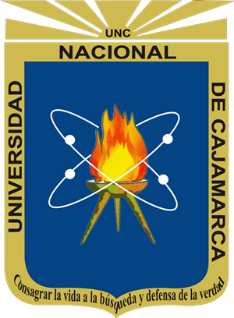 UNC
NACIONAL
UNIVERSIDAD
DE CAJAMARCA
Consagrar la vida a la búsqueda y defensa de la verdad